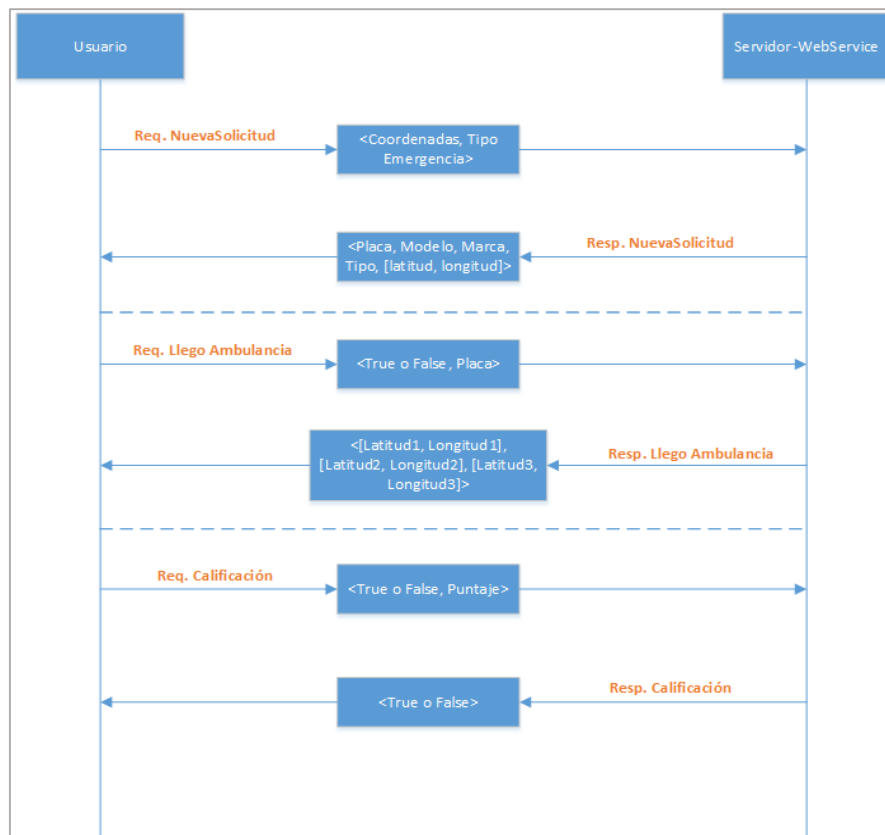 Usuario
Servidor-WebService
Req. NuevaSolicitud
<Coordenadas, Tipo
Emergencia>
<Placa, Modelo, Marca,
Tipo, [latitud, longitud]>
Resp. NuevaSolicitud
Req. Llego Ambulancia
<True o False, Placa>
<[Latitud1, Longitud1],
[Latitud2, Longitud2], [Latitud3,
Longitud3]>
Resp. Llego Ambulancia
Req. Calificación
<True o False, Puntaje>
<True o False>
Resp. Calificación